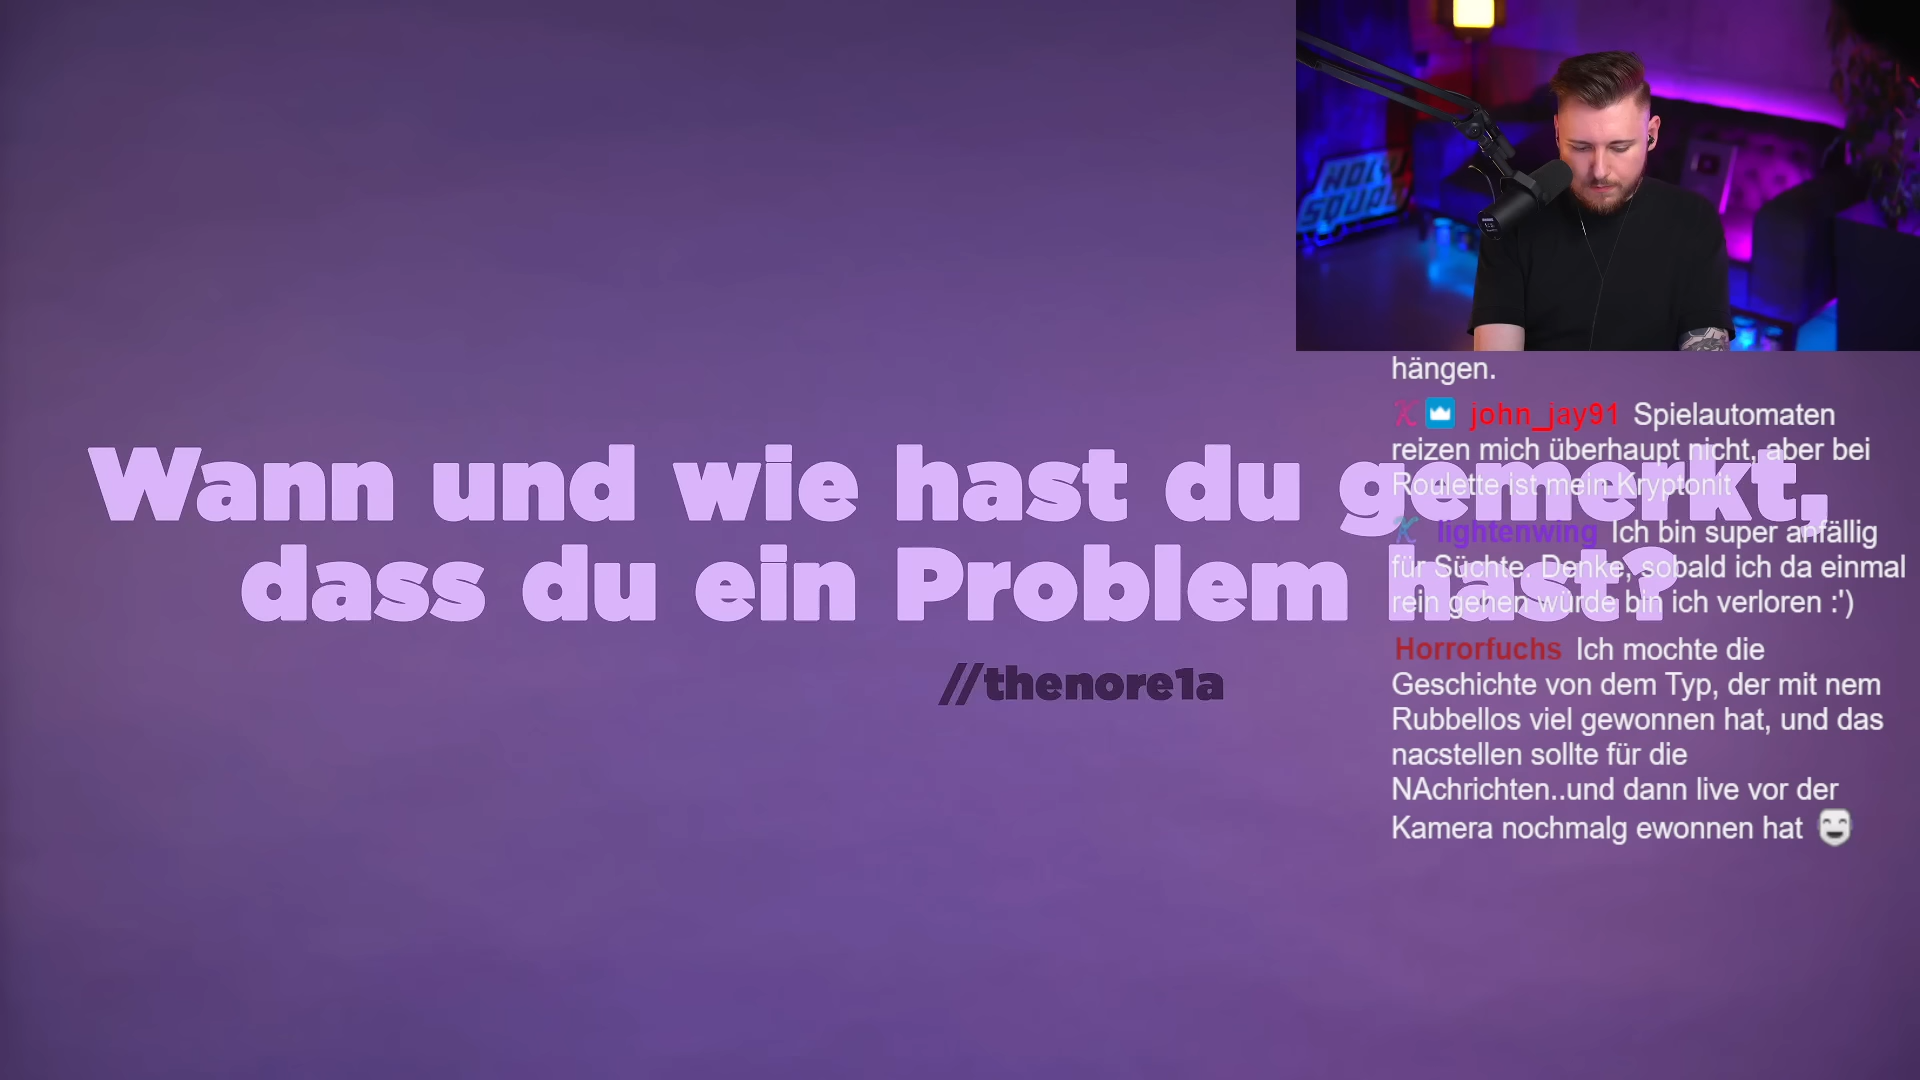 HOLY
SQUAD
hängen.
john_jay91 Spielautomaten
reizen mich überhaupt nicht, aber bei
Roulette ist mein Kryptonit
lightenwing Ich bin super anfällig
für Süchte. Denke, sobald ich da einmal
rein gehen würde bin ich verloren :')
Horrorfuchs Ich mochte die
Geschichte von dem Typ, der mit nem
Rubbellos viel gewonnen hat, und das
nacstellen sollte für die
NAchrichten..und dann live vor der
Kamera nochmalg ewonnen hat
Wann und wie hast du gemerkt,
dass du ein Problem hast?
//thenore1a